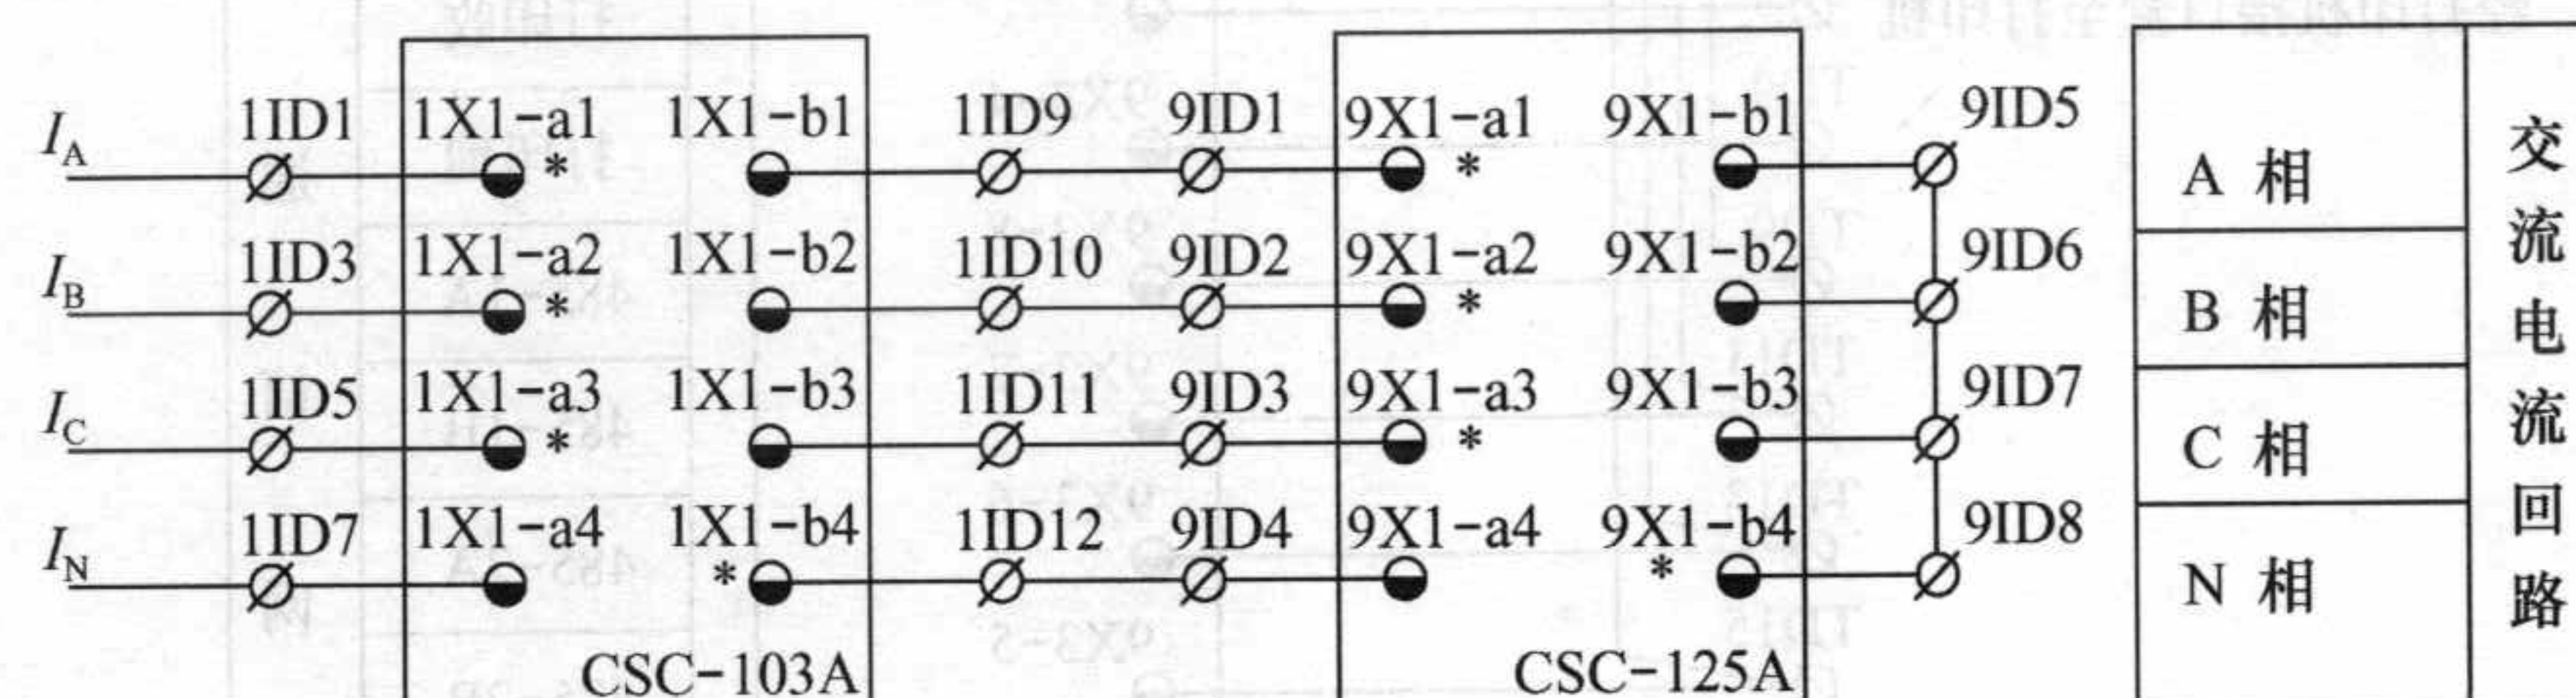 I_A 1ID1 1X1-a1 * 1X1-b1 1ID9 9ID1 9X1-a1 * 9X1-b1 9ID5 A 相
I_B 1ID3 1X1-a2 * 1X1-b2 1ID10 9ID2 9X1-a2 * 9X1-b2 9ID6 B 相
I_C 1ID5 1X1-a3 * 1X1-b3 1ID11 9ID3 9X1-a3 * 9X1-b3 9ID7 C 相
I_N 1ID7 1X1-a4 1X1-b4 * 1ID12 9ID4 9X1-a4 9X1-b4 * 9ID8 N 相
CSC-103A CSC-125A
交流电流回路